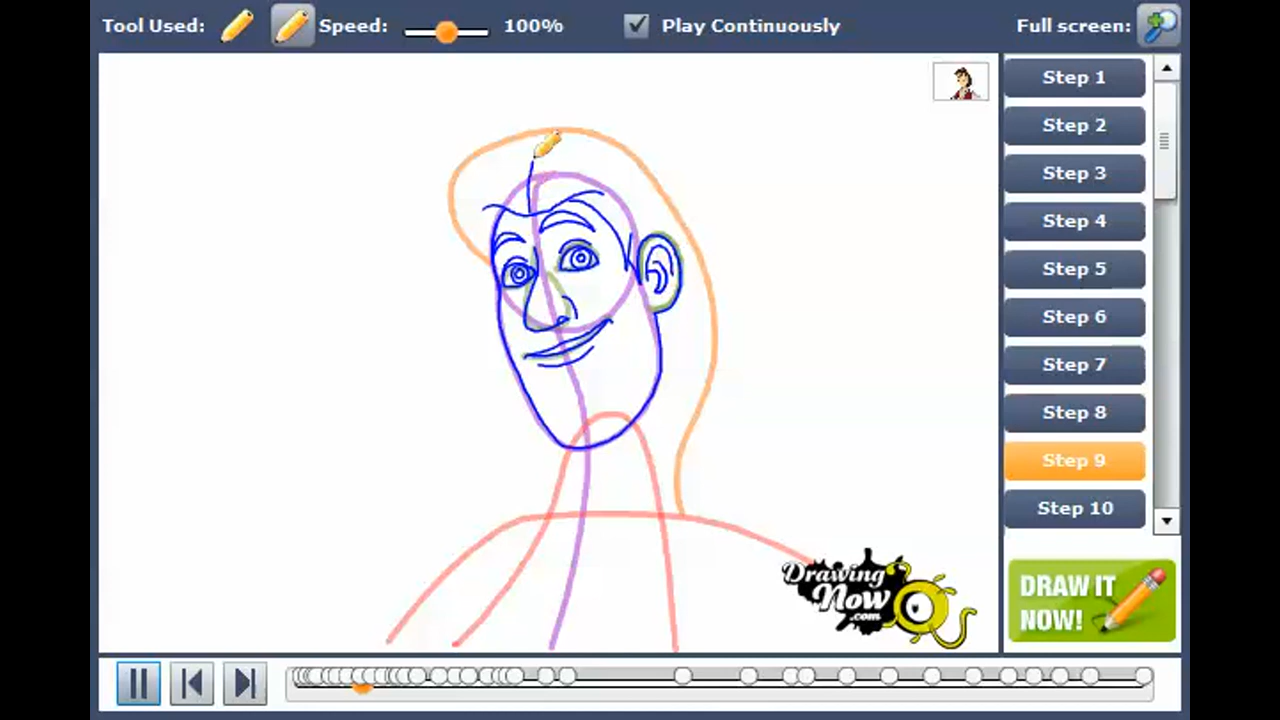 Tool Used: Speed: 100% Play Continuously Full screen:
Step 1
Step 2
Step 3
Step 4
Step 5
Step 6
Step 7
Step 8
Step 9
Step 10
Drawing
Now
.com
DRAW IT
NOW!